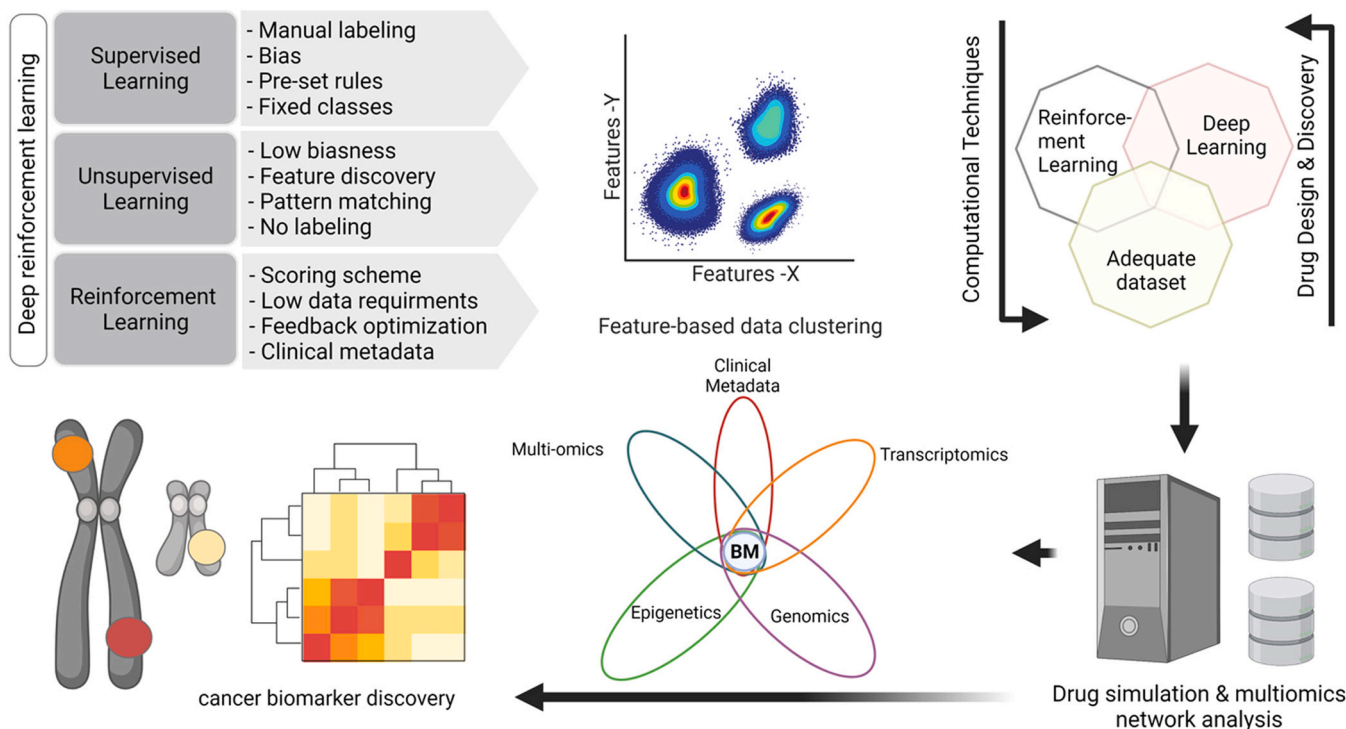 Deep reinforcement learning
Supervised
Learning
- Manual labeling
- Bias
- Pre-set rules
- Fixed classes
Unsupervised
Learning
- Low biasness
- Feature discovery
- Pattern matching
- No labeling
Reinforcement
Learning
- Scoring scheme
- Low data requirments
- Feedback optimization
- Clinical metadata
Features -Y
Features -X
Feature-based data clustering
Computational Techniques
Reinforce-
ment
Learning
Deep
Learning
Adequate
dataset
Drug Design & Discovery
Clinical
Metadata
Multi-omics
Transcriptomics
BM
Epigenetics
Genomics
cancer biomarker discovery
Drug simulation & multiomics
network analysis